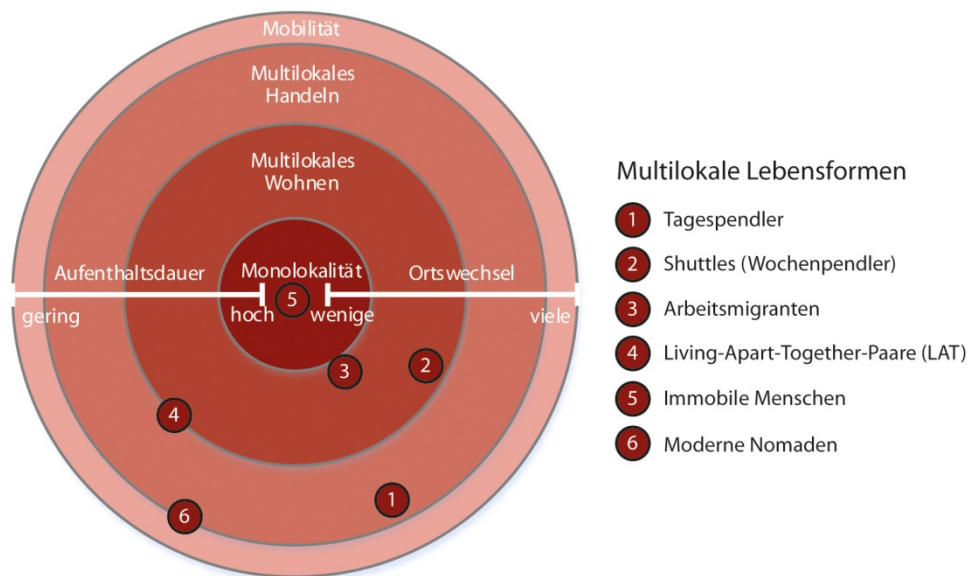 Mobilität
Multilokales
Handeln
Multilokales
Wohnen
Aufenthaltsdauer
Monolokalität
Ortswechsel
5
gering
hoch
wenige
viele
3
2
4
1
6
Multilokale Lebensformen
1 Tagespendler
2 Shuttles (Wochenpendler)
3 Arbeitsmigranten
4 Living-Apart-Together-Paare (LAT)
5 Immobile Menschen
6 Moderne Nomaden